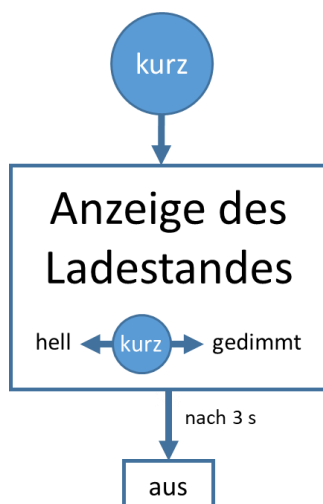 kurz
Anzeige des
Ladestandes
hell kurz gedimmt
nach 3 s
aus